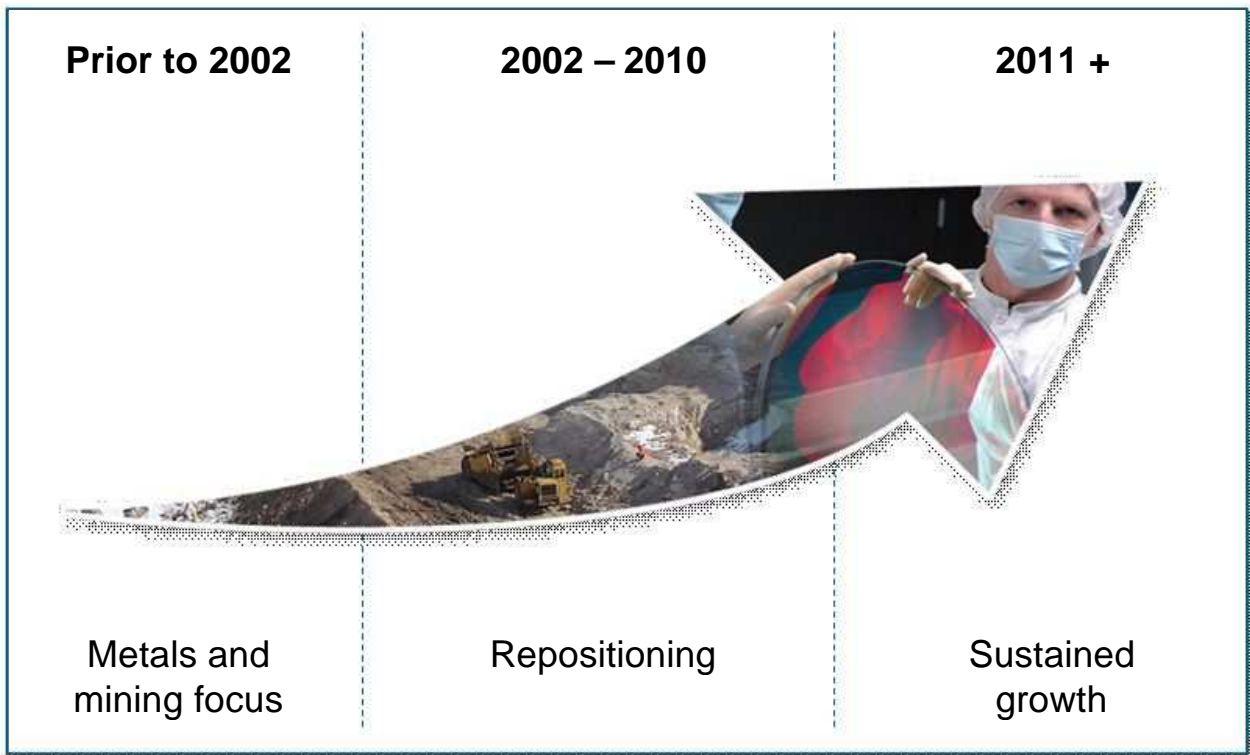 Prior to 2002
2002 – 2010
2011 +
Metals and
mining focus
Repositioning
Sustained
growth